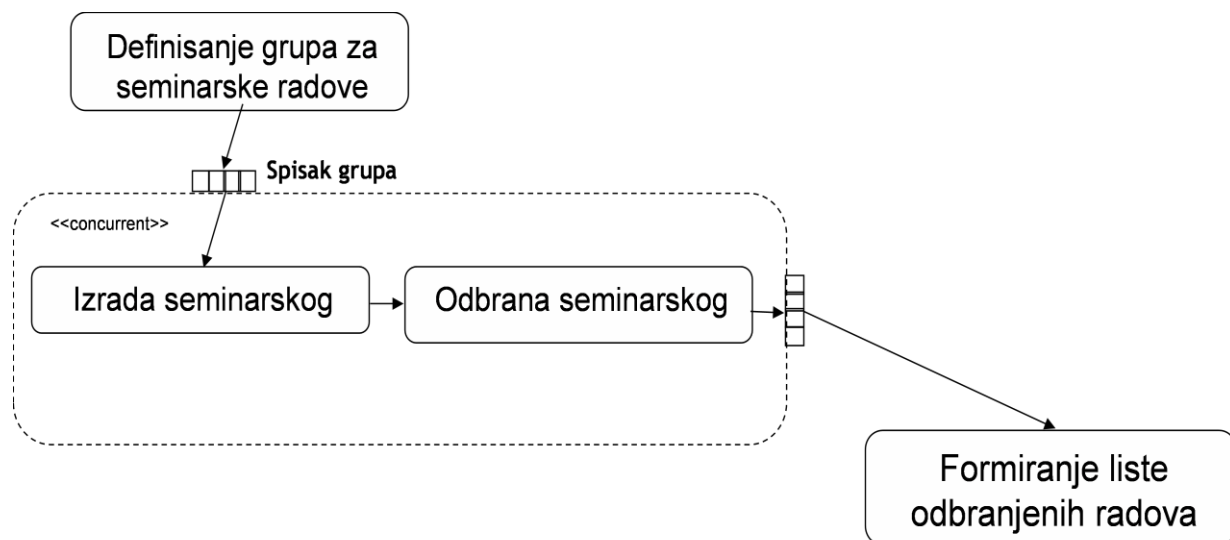 Definisanje grupa za
seminarske radove
Spisak grupa
<<concurrent>>
Izrada seminarskog
Odbrana seminarskog
Formiranje liste
odbranjenih radova